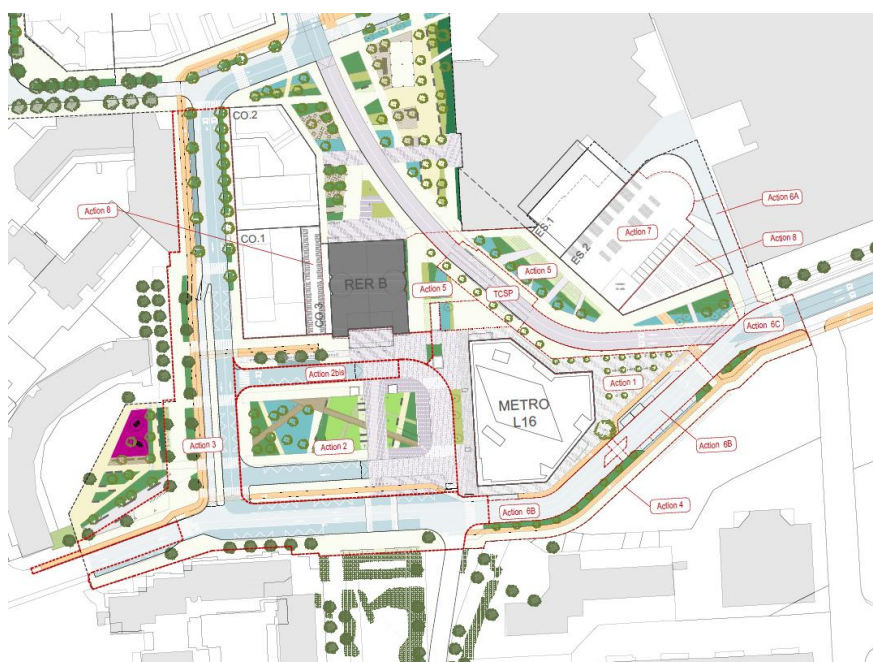 CO.2
Action 6A
Action 6
ES.1
Action 7
ES.2
Action 8
CO.1
Action 5
RER B
Action 5
TCSP
CO.3
Action 6C
Action 2bis
Action 1
METRO
L16
Action 3
Action 2
Action 6B
Action 6B
Action 4